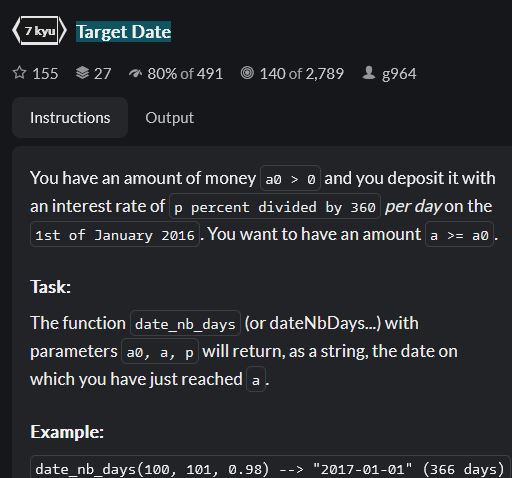 7 kyu Target Date
155 27 80% of 491 140 of 2,789 g964
Instructions Output
You have an amount of money a0 > 0 and you deposit it with
an interest rate of p percent divided by 360 per day on the
1st of January 2016. You want to have an amount a >= a0.
Task:
The function date_nb_days (or dateNbDays...) with
parameters a0, a, p will return, as a string, the date on
which you have just reached a.
Example:
date_nb_days(100, 101, 0.98) --> "2017-01-01" (366 days)